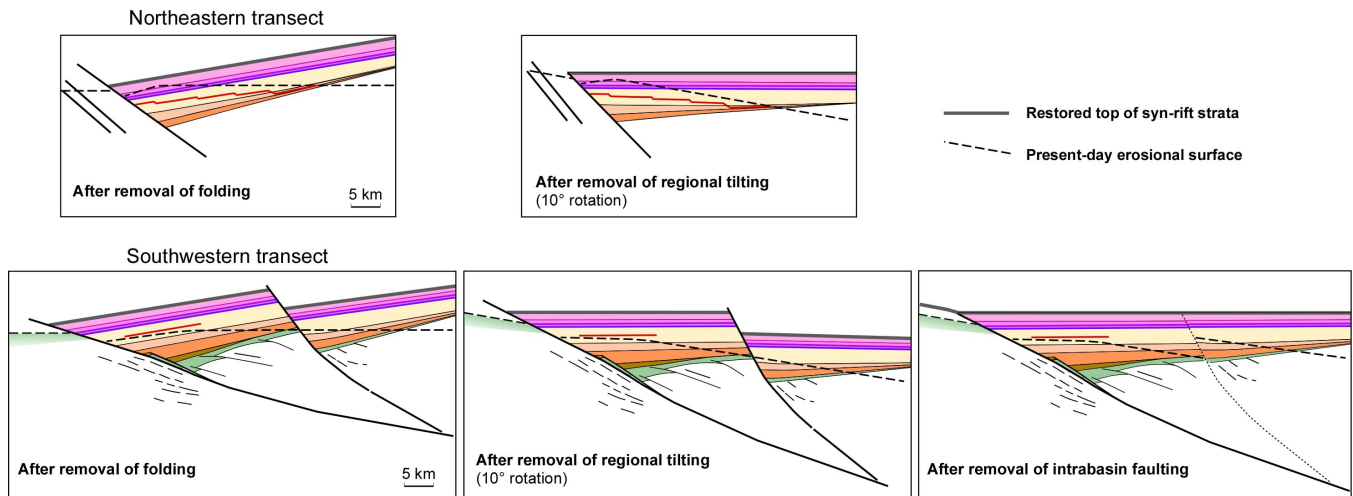 Northeastern transect
After removal of folding
5 km
After removal of regional tilting
(10° rotation)
Restored top of syn-rift strata
Present-day erosional surface
Southwestern transect
After removal of folding
5 km
After removal of regional tilting
(10° rotation)
After removal of intrabasin faulting